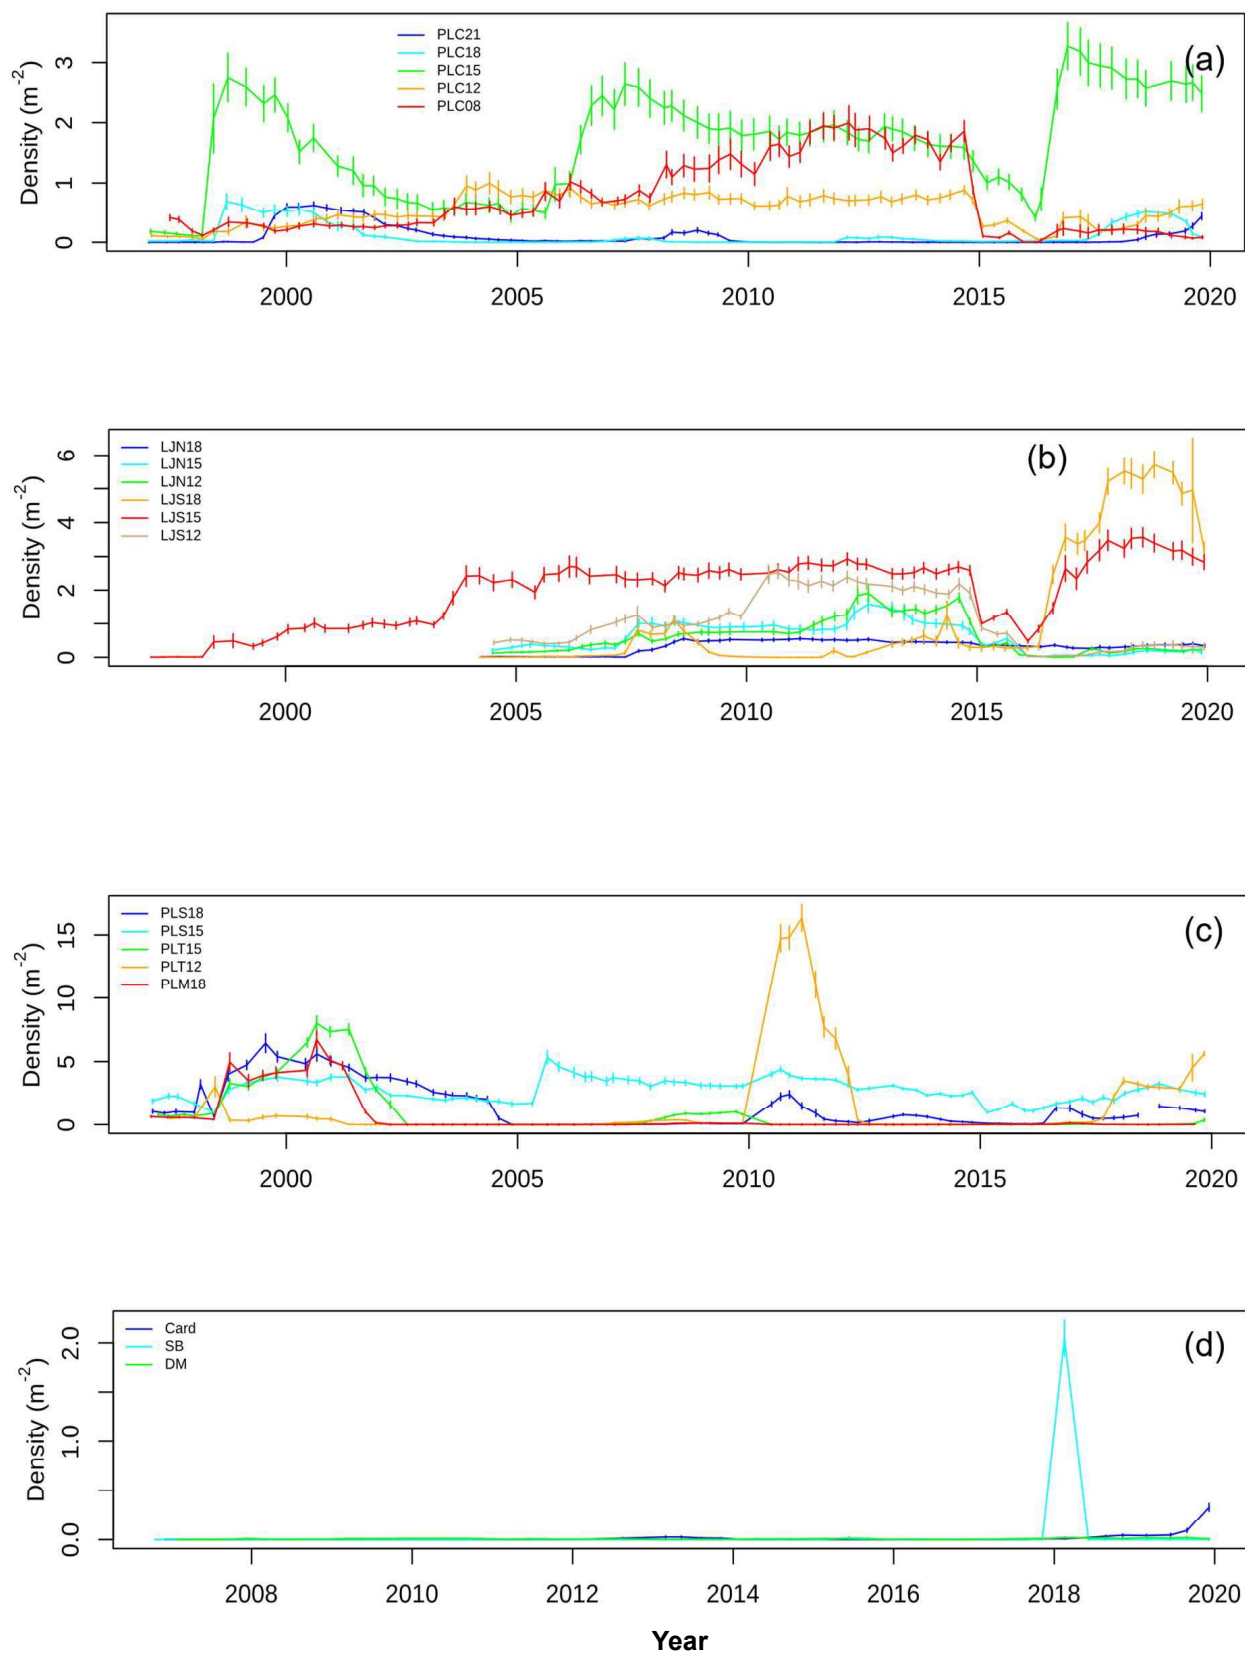 PLC21
PLC18
PLC15
PLC12
PLC08
(a)
Density (m⁻²)
3
2
1
0
2000 2005 2010 2015 2020
LJN18
LJN15
LJN12
LJS18
LJS15
LJS12
(b)
Density (m⁻²)
6
4
2
0
2000 2005 2010 2015 2020
PLS18
PLS15
PLT15
PLT12
PLM18
(c)
Density (m⁻²)
15
10
5
0
2000 2005 2010 2015 2020
Card
SB
DM
(d)
Density (m⁻²)
2.0
1.0
0.0
2008 2010 2012 2014 2016 2018 2020
Year